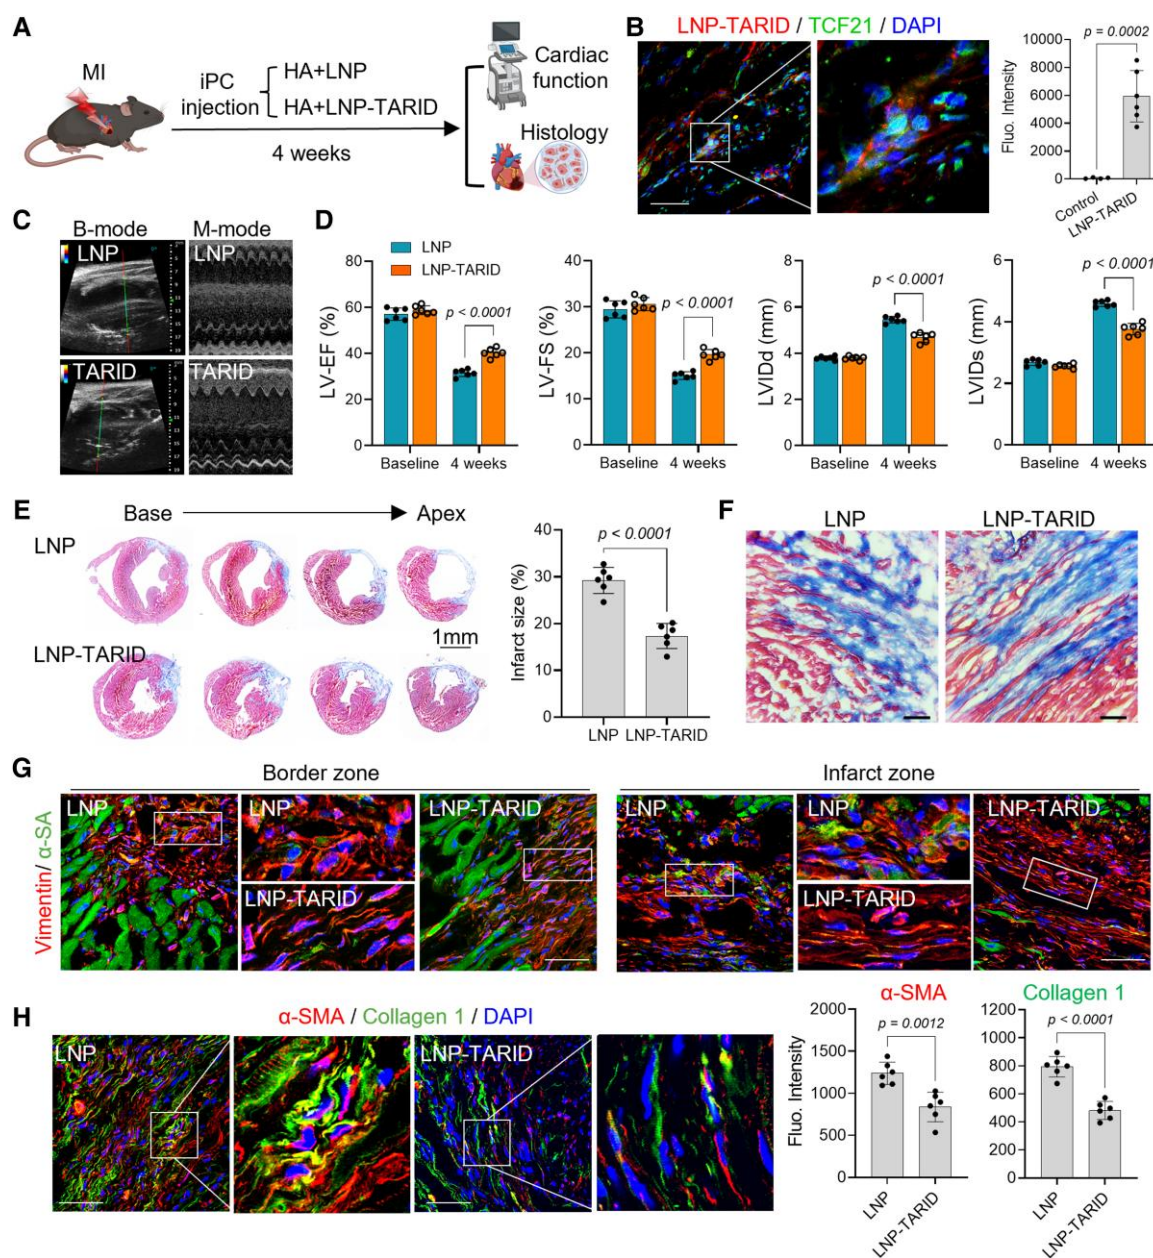 A
MI
iPC
injection
HA+LNP
HA+LNP-TARID
4 weeks
Cardiac
function
Histology
B
LNP-TARID / TCF21 / DAPI
p = 0.0002
Fluo. Intensity
10000
8000
6000
4000
2000
0
Control
LNP-TARID
C
B-mode
M-mode
LNP
LNP
TARID
TARID
D
LNP
LNP-TARID
LV-EF (%)
80
60
40
20
0
p < 0.0001
Baseline
4 weeks
LV-FS (%)
40
30
20
10
0
p < 0.0001
Baseline
4 weeks
LVIDd (mm)
8
6
4
2
0
p < 0.0001
Baseline
4 weeks
LVIDs (mm)
6
4
2
0
p < 0.0001
Baseline
4 weeks
E
Base
Apex
LNP
LNP-TARID
1mm
Infarct size (%)
40
30
20
10
0
p < 0.0001
LNP
LNP-TARID
F
LNP
LNP-TARID
G
Border zone
Infarct zone
Vimentin/ α-SA
LNP
LNP
LNP-TARID
LNP-TARID
LNP
LNP
LNP-TARID
LNP-TARID
H
α-SMA / Collagen 1 / DAPI
LNP
LNP-TARID
α-SMA
Fluo. Intensity
2000
1500
1000
500
0
p = 0.0012
LNP
LNP-TARID
Collagen 1
1200
1000
800
600
400
200
0
p < 0.0001
LNP
LNP-TARID